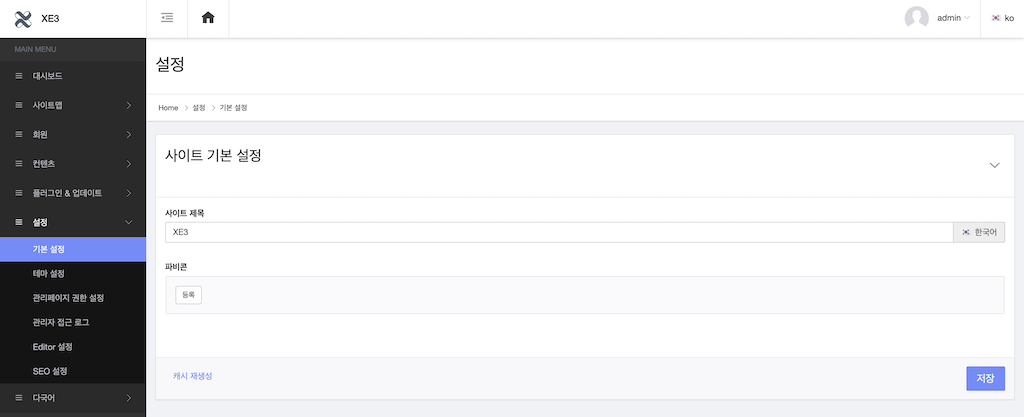 XE3
admin
ko
MAIN MENU
대시보드
사이트맵
회원
컨텐츠
플러그인 & 업데이트
설정
기본 설정
테마 설정
관리페이지 권한 설정
관리자 접근 로그
Editor 설정
SEO 설정
다국어
설정
Home 설정 기본 설정
사이트 기본 설정
사이트 제목
XE3 한국어
파비콘
등록
캐시 재생성 저장